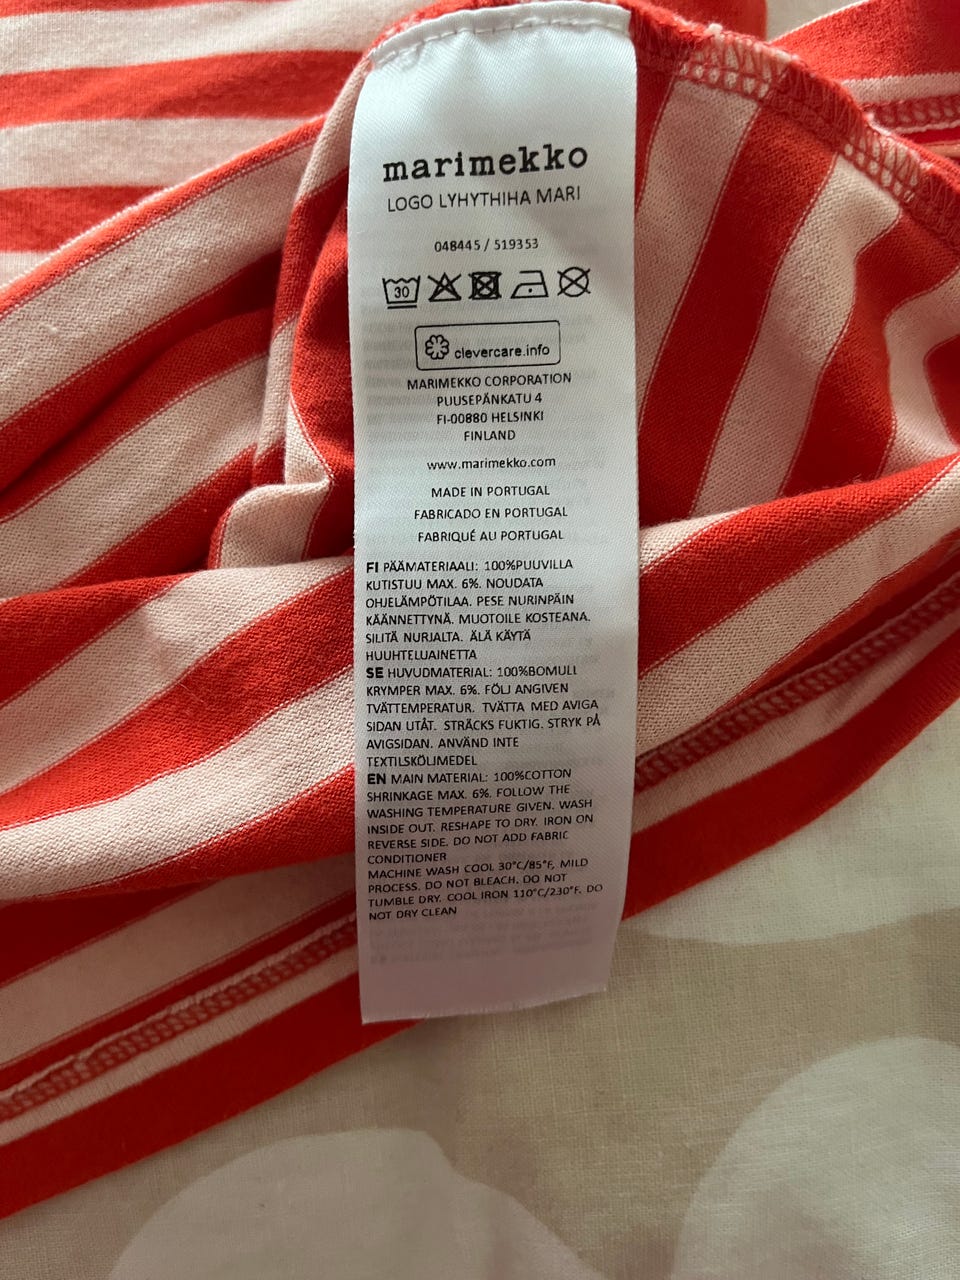 marimekko
LOGO LYHYTHIHA MARI
048445 / 519353
30
clevercare.info
MARIMEKKO CORPORATION
PUUSEPÄNKATU 4
FI-00880 HELSINKI
FINLAND
www.marimekko.com
MADE IN PORTUGAL
FABRICADO EN PORTUGAL
FABRIQUÉ AU PORTUGAL
FI PÄÄMATERIAALI: 100%PUUVILLA
KUTISTUU MAX. 6%. NOUDATA
OHJELÄMPÖTILAA. PESE NURINPÄIN
KÄÄNNETTYNÄ. MUOTOILE KOSTEANA.
SILITÄ NURJALTA. ÄLÄ KÄYTÄ
HUUHTELUAINETTA
SE HUVUDMATERIAL: 100%BOMULL
KRYMPER MAX. 6%. FÖLJ ANGIVEN
TVÄTTEMPERATUR. TVÄTTA MED AVIGA
SIDAN UTÅT. STRÄCKS FUKTIG. STRYK PÅ
AVIGSIDAN. ANVÄND INTE
TEXTILSKÖLJMEDEL
EN MAIN MATERIAL: 100%COTTON
SHRINKAGE MAX. 6%. FOLLOW THE
WASHING TEMPERATURE GIVEN. WASH
INSIDE OUT. RESHAPE TO DRY. IRON ON
REVERSE SIDE. DO NOT ADD FABRIC
CONDITIONER
MACHINE WASH COOL 30°C/85°F, MILD
PROCESS. DO NOT BLEACH. DO NOT
TUMBLE DRY. COOL IRON 110°C/230°F. DO
NOT DRY CLEAN